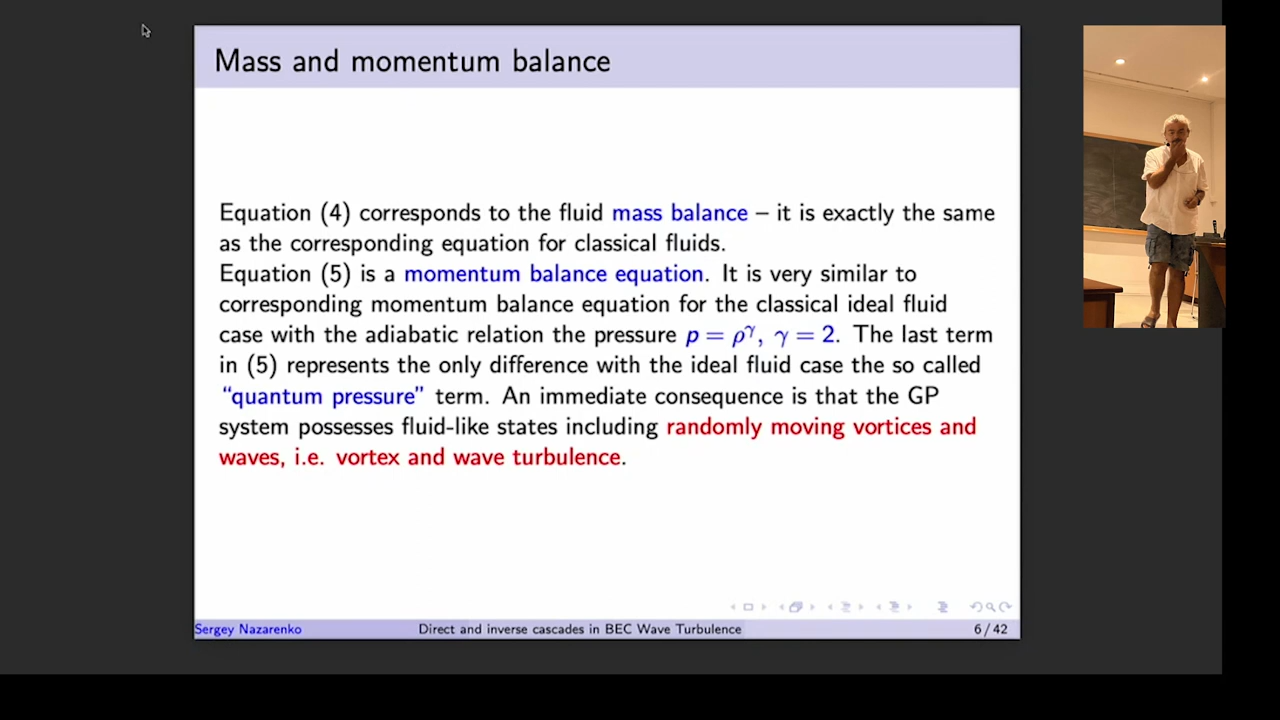 Mass and momentum balance
Equation (4) corresponds to the fluid mass balance – it is exactly the same
as the corresponding equation for classical fluids.
Equation (5) is a momentum balance equation. It is very similar to
corresponding momentum balance equation for the classical ideal fluid
case with the adiabatic relation the pressure p = ρ^γ, γ = 2. The last term
in (5) represents the only difference with the ideal fluid case the so called
“quantum pressure” term. An immediate consequence is that the GP
system possesses fluid-like states including randomly moving vortices and
waves, i.e. vortex and wave turbulence.
Sergey Nazarenko
Direct and inverse cascades in BEC Wave Turbulence
6 / 42